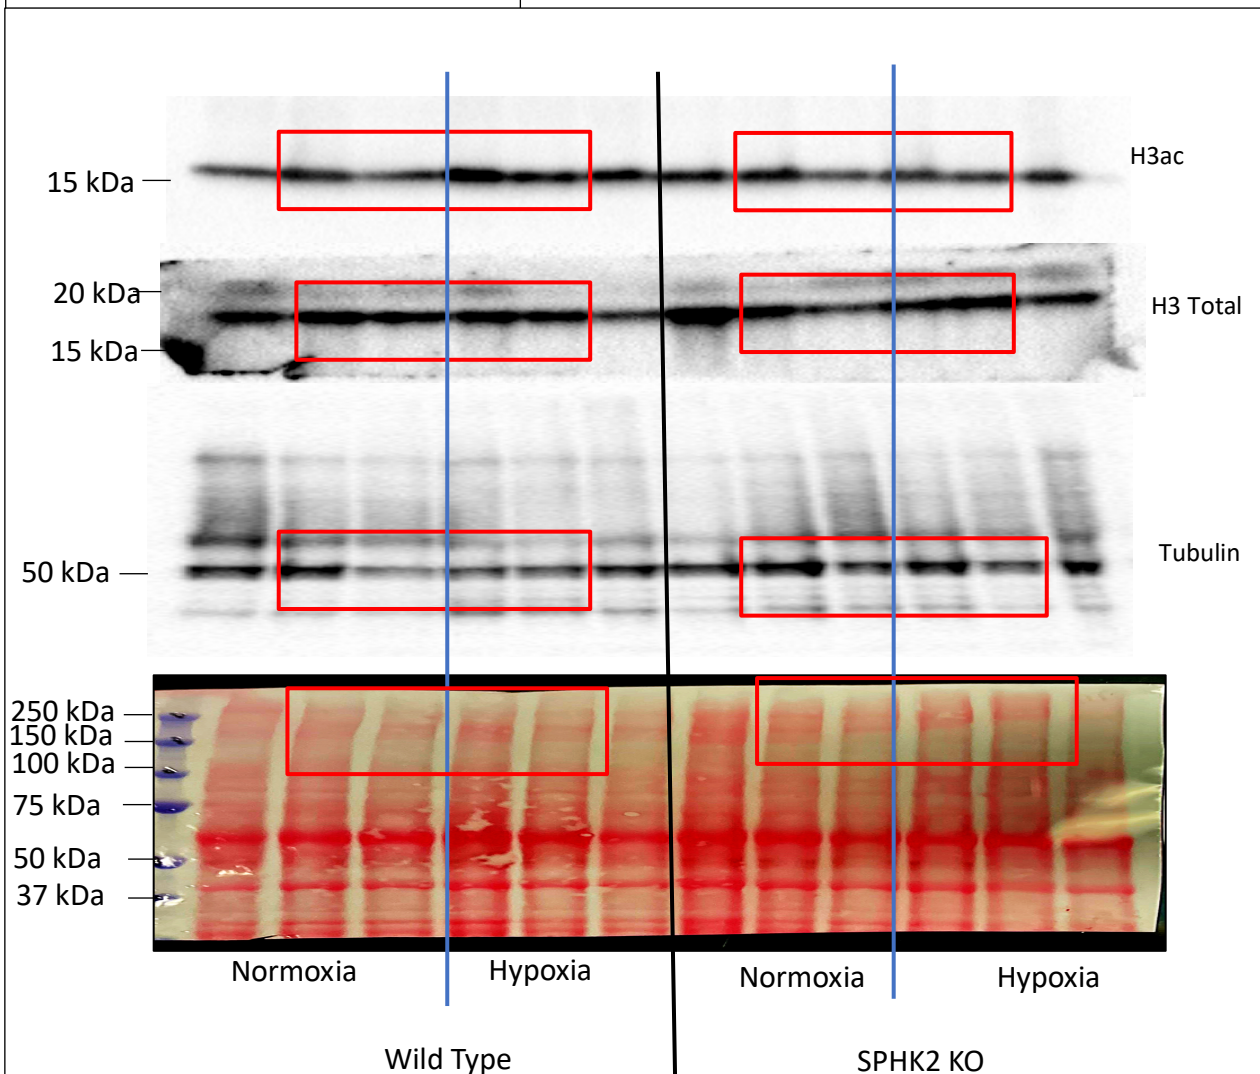 H3ac
15 kDa
20 kDa
H3 Total
15 kDa
Tubulin
50 kDa
250 kDa
150 kDa
100 kDa
75 kDa
50 kDa
37 kDa
Normoxia Hypoxia Normoxia Hypoxia
Wild Type SPHK2 KO